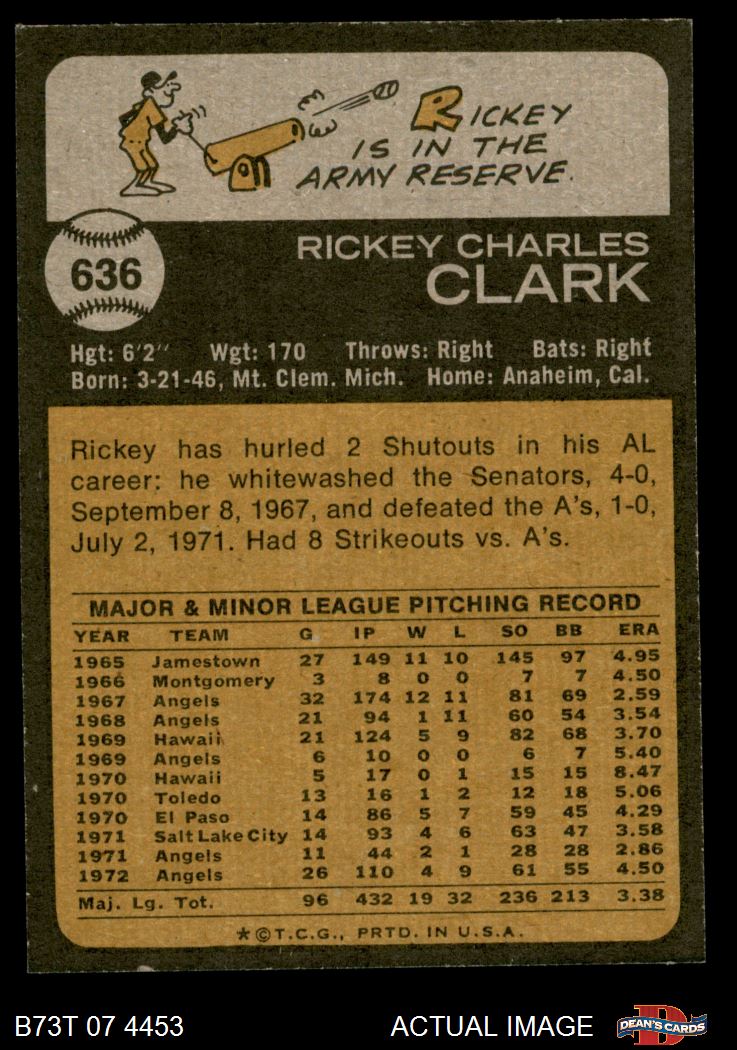 RICKEY
IS IN THE
ARMY RESERVE.
636
RICKEY CHARLES
CLARK
Hgt: 6'2" Wgt: 170 Throws: Right Bats: Right
Born: 3-21-46, Mt. Clem. Mich. Home: Anaheim, Cal.
Rickey has hurled 2 Shutouts in his AL
career: he whitewashed the Senators, 4-0,
September 8, 1967, and defeated the A's, 1-0,
July 2, 1971. Had 8 Strikeouts vs. A's.
MAJOR & MINOR LEAGUE PITCHING RECORD
YEAR TEAM G IP W L SO BB ERA
1965 Jamestown 27 149 11 10 145 97 4.95
1966 Montgomery 3 8 0 0 7 7 4.50
1967 Angels 32 174 12 11 81 69 2.59
1968 Angels 21 94 1 11 60 54 3.54
1969 Hawaii 21 124 5 9 82 68 3.70
1969 Angels 6 10 0 0 6 7 5.40
1970 Hawaii 5 17 0 1 15 15 8.47
1970 Toledo 13 16 1 2 12 18 5.06
1970 El Paso 14 86 5 7 59 45 4.29
1971 Salt Lake City 14 93 4 6 63 47 3.58
1971 Angels 11 44 2 1 28 28 2.86
1972 Angels 26 110 4 9 61 55 4.50
Maj. Lg. Tot. 96 432 19 32 236 213 3.38
★©T.C.G., PRTD. IN U.S.A.
B73T 07 4453 ACTUAL IMAGE
D
DEAN'S CARDS